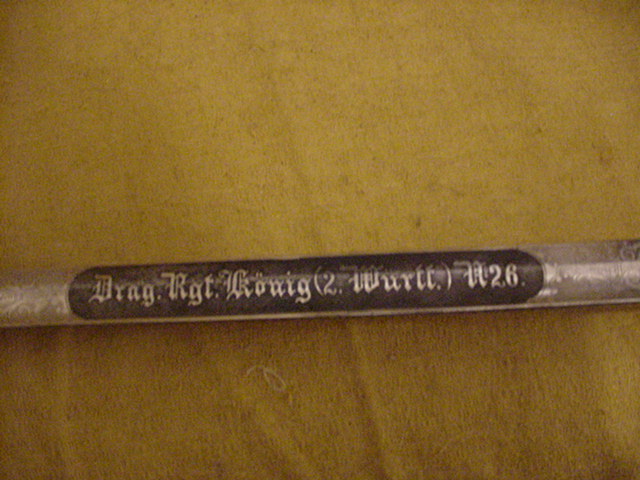 Drag. Rgt. König (2. Württ.) N26.